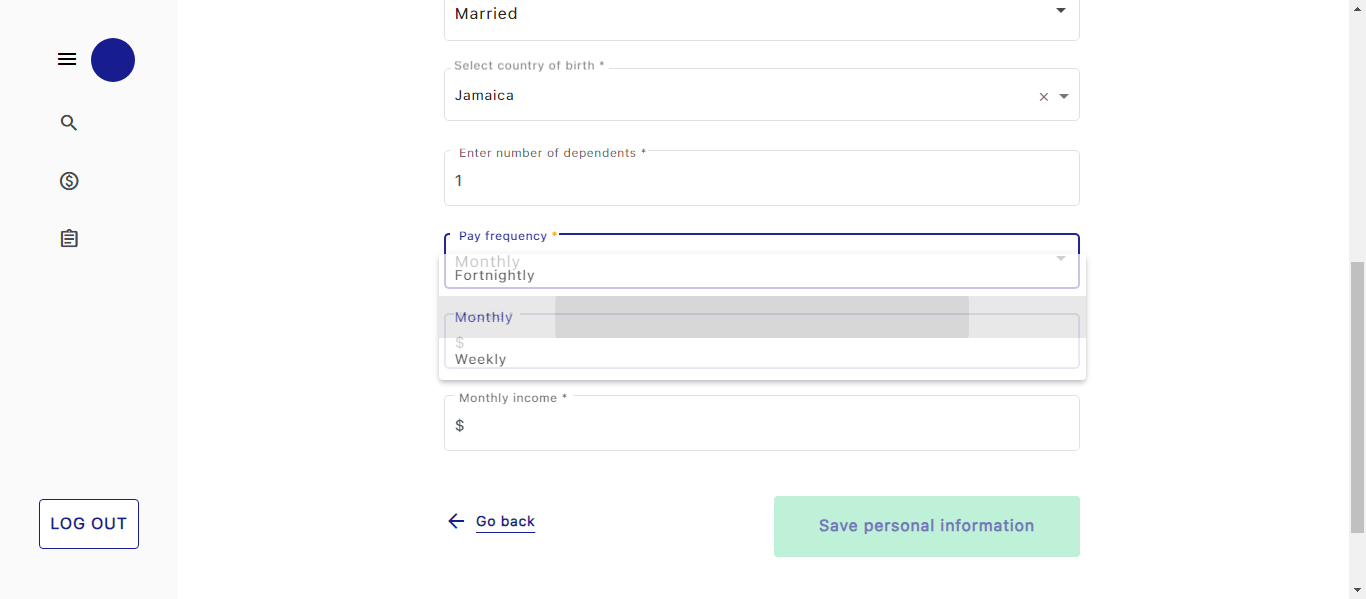 Married
Select country of birth *
Jamaica
Enter number of dependents *
1
Pay frequency *
Monthly
Fortnightly
Monthly
$
Weekly
Monthly income *
$
LOG OUT
Go back
Save personal information